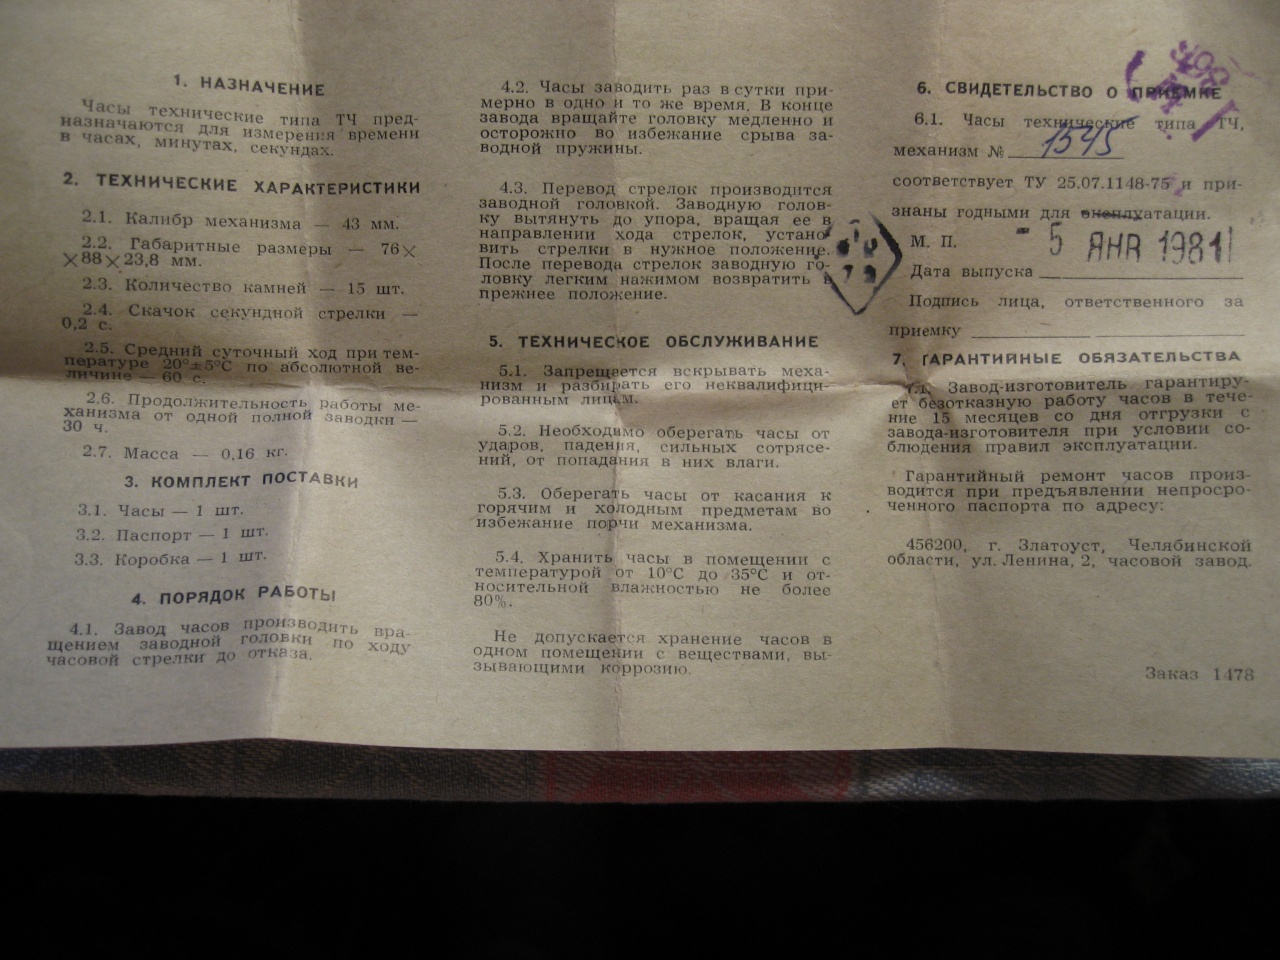 1. НАЗНАЧЕНИЕ
Часы технические типа ТЧ пред-
назначаются для измерения времени
в часах, минутах, секундах.
2. ТЕХНИЧЕСКИЕ ХАРАКТЕРИСТИКИ
2.1. Калибр механизма — 43 мм.
2.2. Габаритные размеры — 76×
×88×23,8 мм.
2.3. Количество камней — 15 шт.
2.4. Скачок секундной стрелки —
0,2 с.
2.5. Средний суточный ход при тем-
пературе 20°±5°С по абсолютной ве-
личине — 60 с.
2.6. Продолжительность работы ме-
ханизма от одной полной заводки —
30 ч.
2.7. Масса — 0,16 кг.
3. КОМПЛЕКТ ПОСТАВКИ
3.1. Часы — 1 шт.
3.2. Паспорт — 1 шт.
3.3. Коробка — 1 шт.
4. ПОРЯДОК РАБОТЫ
4.1. Завод часов производить вра-
щением заводной головки по ходу
часовой стрелки до отказа.
4.2. Часы заводить раз в сутки при-
мерно в одно и то же время. В конце
завода вращайте головку медленно и
осторожно во избежание срыва за-
водной пружины.
4.3. Перевод стрелок производится
заводной головкой. Заводную голов-
ку вытянуть до упора, вращая ее в
направлении хода стрелок, устано-
вить стрелки в нужное положение.
После перевода стрелок заводную го-
ловку легким нажимом возвратить в
прежнее положение.
5. ТЕХНИЧЕСКОЕ ОБСЛУЖИВАНИЕ
5.1. Запрещается вскрывать меха-
низм и разбирать его неквалифици-
рованным лицам.
5.2. Необходимо оберегать часы от
ударов, падения, сильных сотрясе-
ний, от попадания в них влаги.
5.3. Оберегать часы от касания к
горячим и холодным предметам во
избежание порчи механизма.
5.4. Хранить часы в помещении с
температурой от 10°С до 35°С и от-
носительной влажностью не более
80%.
Не допускается хранение часов в
одном помещении с веществами, вы-
зывающими коррозию.
6. СВИДЕТЕЛЬСТВО О ПРИЕМКЕ
6.1. Часы технические типа ТЧ,
механизм № 1545
соответствует ТУ 25.07.1148-75 и при-
знаны годными для эксплуатации.
М. П. - 5 ЯНВ 1981
Дата выпуска
Подпись лица, ответственного за
приемку
7. ГАРАНТИЙНЫЕ ОБЯЗАТЕЛЬСТВА
7.1. Завод-изготовитель гарантиру-
ет безотказную работу часов в тече-
ние 15 месяцев со дня отгрузки с
завода-изготовителя при условии со-
блюдения правил эксплуатации.
Гарантийный ремонт часов произ-
водится при предъявлении непросро-
ченного паспорта по адресу:
456200, г. Златоуст, Челябинской
области, ул. Ленина, 2, часовой завод.
Заказ 1478